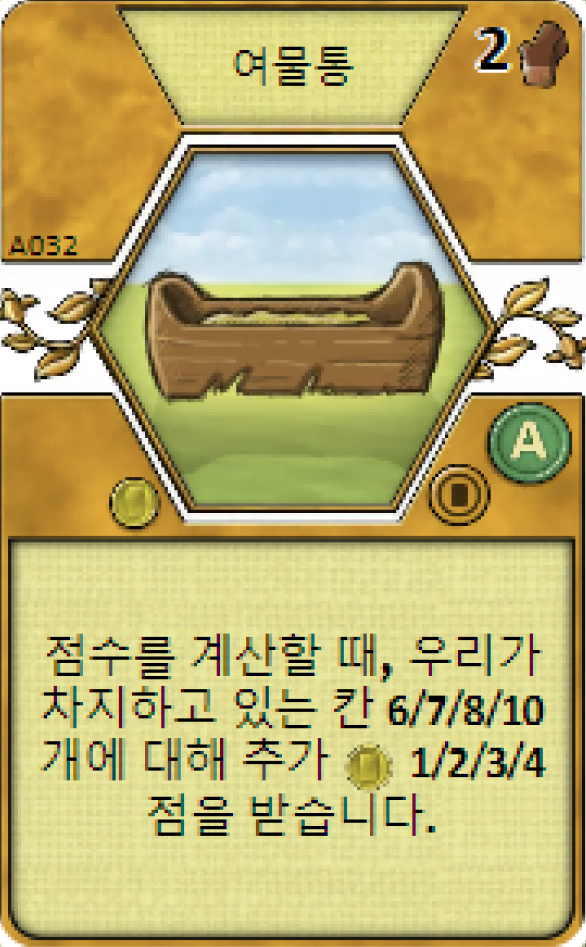 여물통
2
A032
A
점수를 계산할 때, 우리가
차지하고 있는 칸 6/7/8/10
개에 대해 추가 1/2/3/4
점을 받습니다.